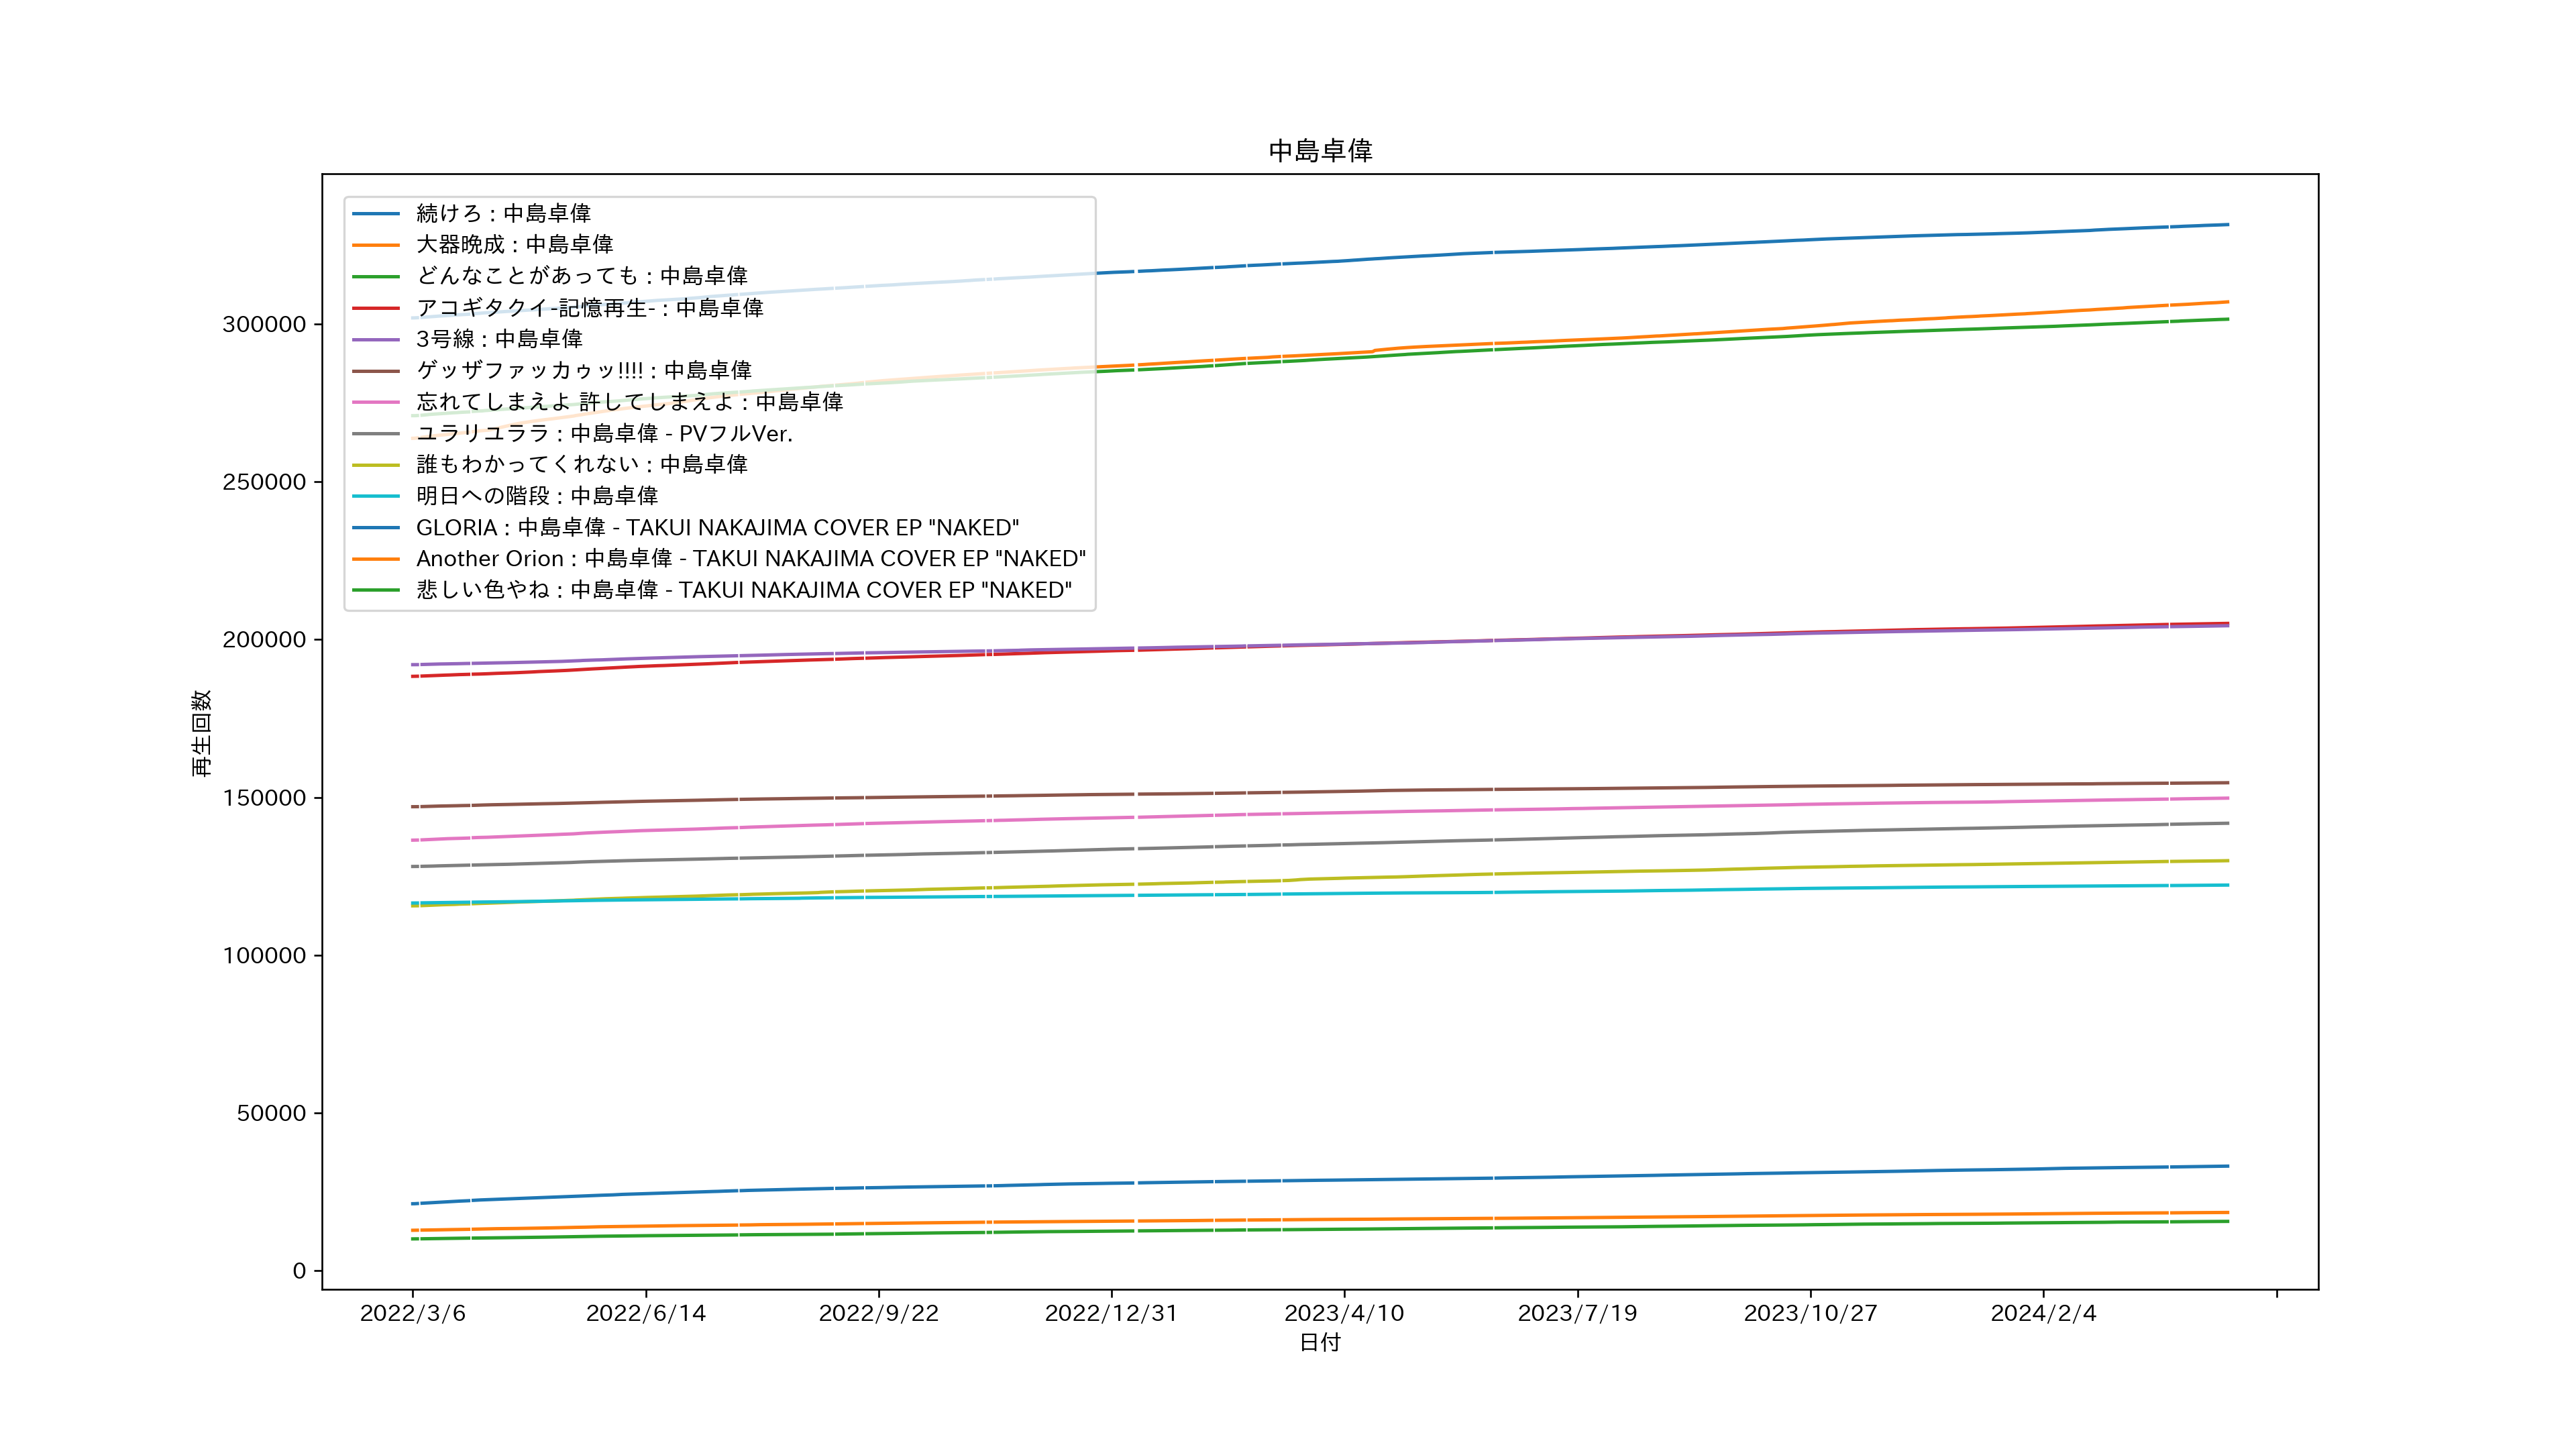 中島卓偉
続けろ : 中島卓偉
大器晩成 : 中島卓偉
どんなことがあっても : 中島卓偉
アコギタクイ-記憶再生- : 中島卓偉
3号線 : 中島卓偉
ゲッザファッカゥッ!!!! : 中島卓偉
忘れてしまえよ 許してしまえよ : 中島卓偉
ユラリユララ : 中島卓偉 - PVフルVer.
誰もわかってくれない : 中島卓偉
明日への階段 : 中島卓偉
GLORIA : 中島卓偉 - TAKUI NAKAJIMA COVER EP "NAKED"
Another Orion : 中島卓偉 - TAKUI NAKAJIMA COVER EP "NAKED"
悲しい色やね : 中島卓偉 - TAKUI NAKAJIMA COVER EP "NAKED"
300000
250000
200000
150000
100000
50000
0
再生回数
2022/3/6
2022/6/14
2022/9/22
2022/12/31
2023/4/10
2023/7/19
2023/10/27
2024/2/4
日付